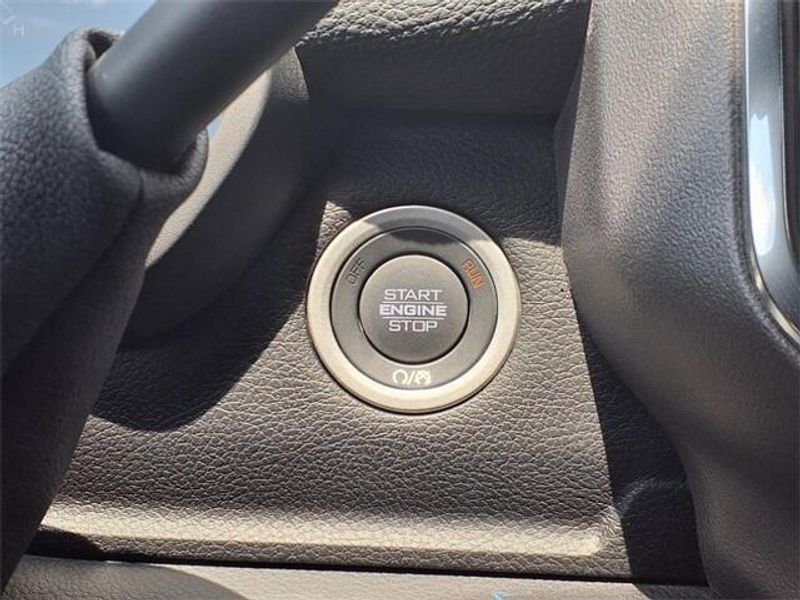 OFF
RUN
START
ENGINE
STOP
H